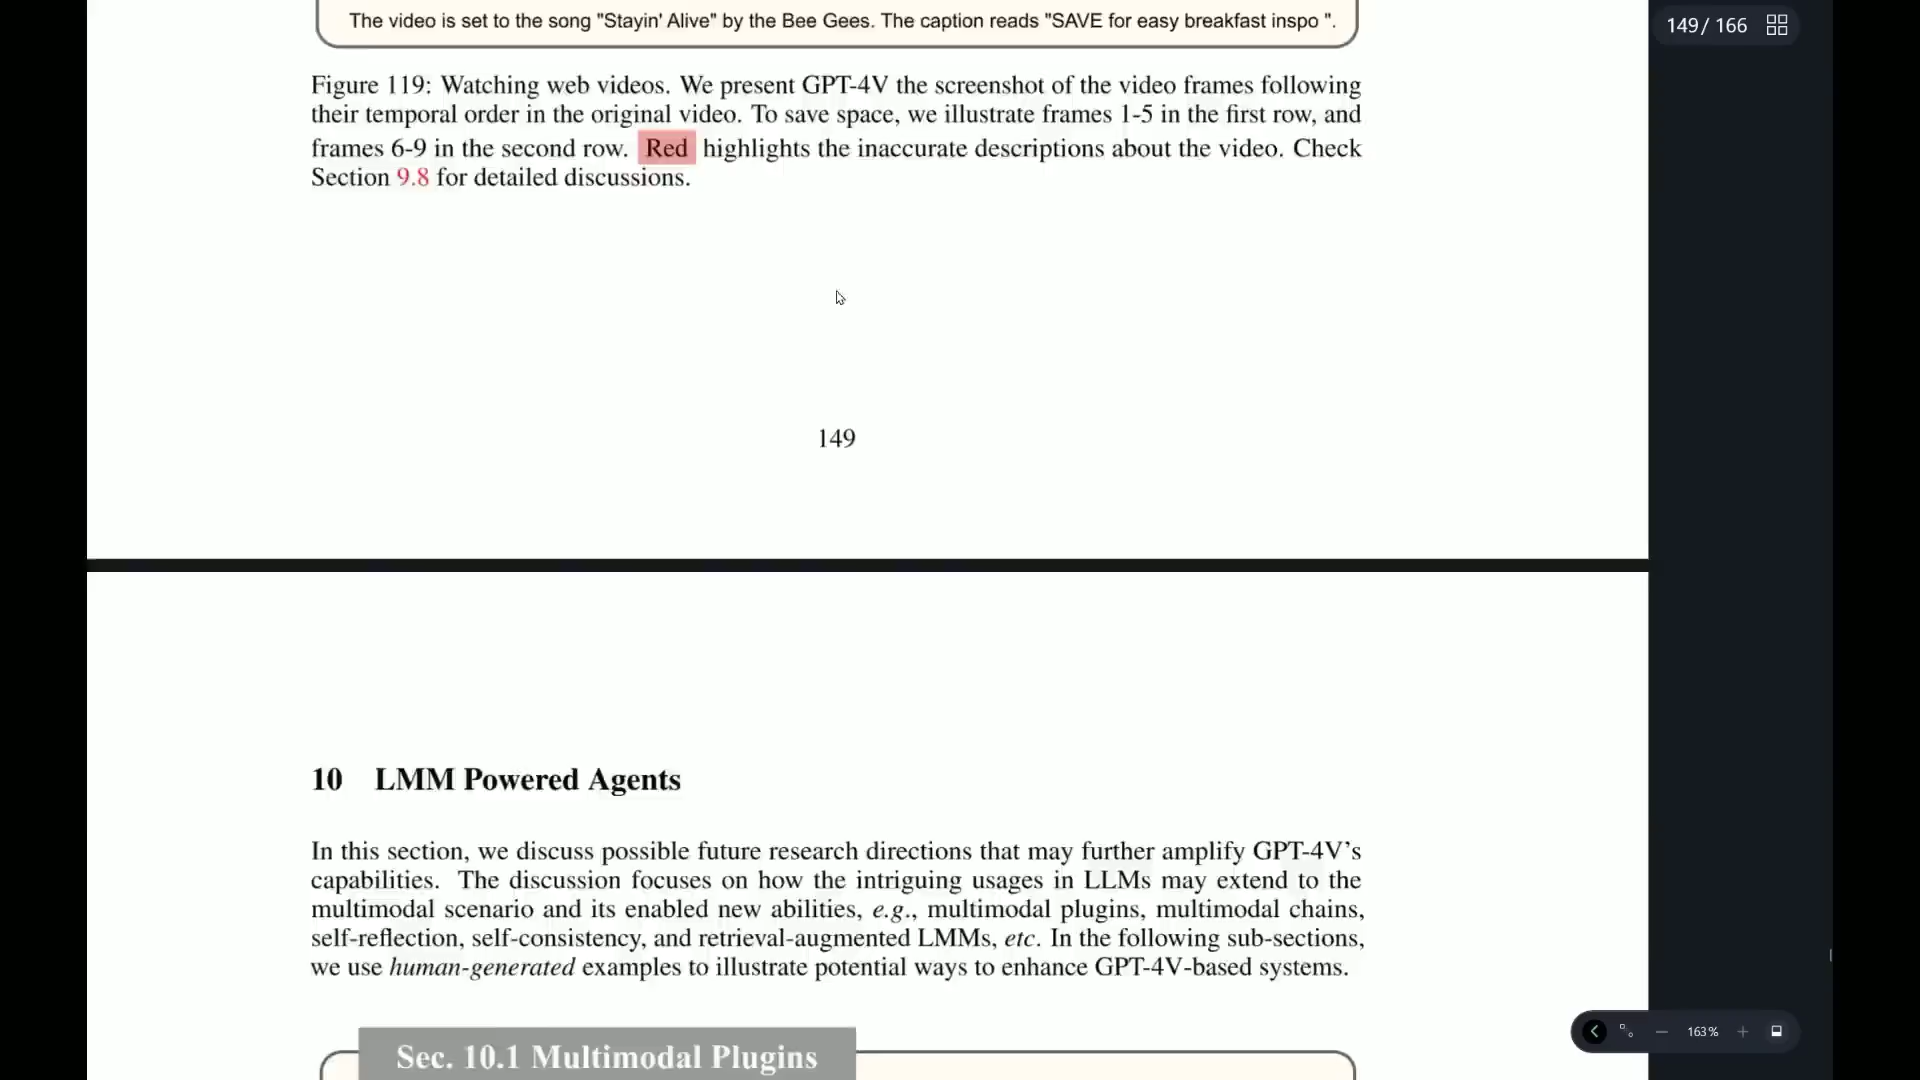 The video is set to the song "Stayin' Alive" by the Bee Gees. The caption reads "SAVE for easy breakfast inspo ".
149/ 166
Figure 119: Watching web videos. We present GPT-4V the screenshot of the video frames following
their temporal order in the original video. To save space, we illustrate frames 1-5 in the first row, and
frames 6-9 in the second row. Red highlights the inaccurate descriptions about the video. Check
Section 9.8 for detailed discussions.
149
10 LMM Powered Agents
In this section, we discuss possible future research directions that may further amplify GPT-4V’s
capabilities. The discussion focuses on how the intriguing usages in LLMs may extend to the
multimodal scenario and its enabled new abilities, e.g., multimodal plugins, multimodal chains,
self-reflection, self-consistency, and retrieval-augmented LMMs, etc. In the following sub-sections,
we use human-generated examples to illustrate potential ways to enhance GPT-4V-based systems.
163%
Sec. 10.1 Multimodal Plugins